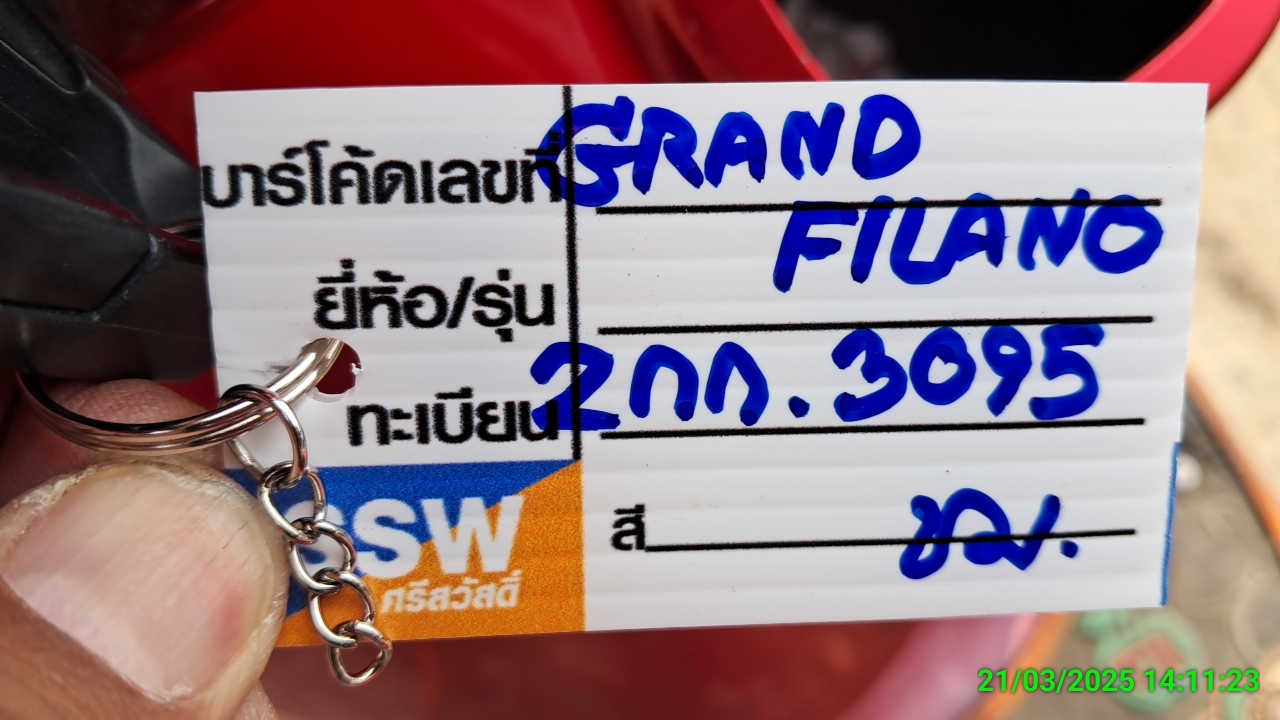 บาร์โค้ดเลขที่ GRAND
FILANO
ยี่ห้อ/รุ่น
ทะเบียน 2กก. 3095
สี ชม.
SSW
ศรีสวัสดิ์
21/03/2025 14:11:23